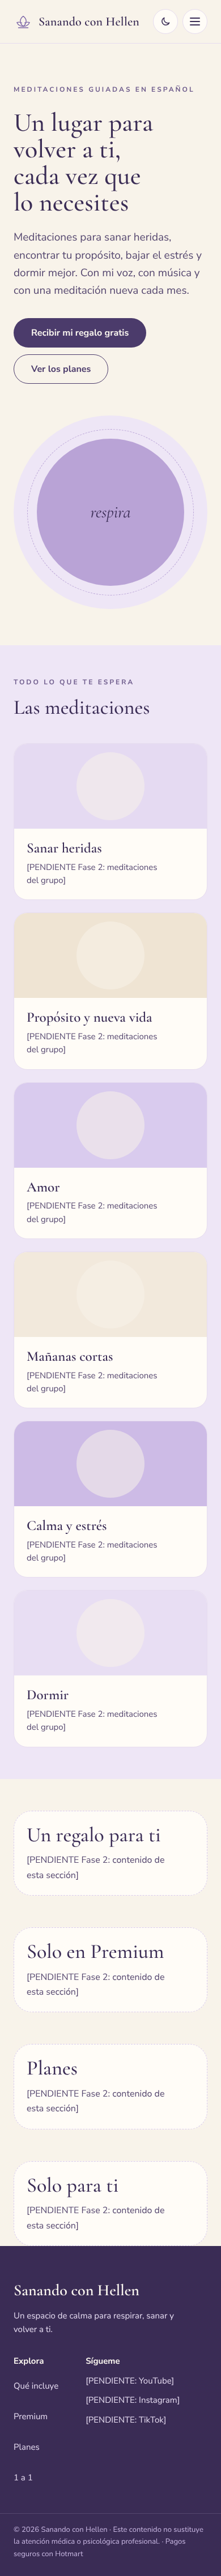 Sanando con Hellen
MEDITACIONES GUIADAS EN ESPAÑOL
Un lugar para
volver a ti,
cada vez que
lo necesites
Meditaciones para sanar heridas,
encontrar tu propósito, bajar el estrés y
dormir mejor. Con mi voz, con música y
con una meditación nueva cada mes.
Recibir mi regalo gratis
Ver los planes
respira
TODO LO QUE TE ESPERA
Las meditaciones
Sanar heridas
[PENDIENTE Fase 2: meditaciones
del grupo]
Propósito y nueva vida
[PENDIENTE Fase 2: meditaciones
del grupo]
Amor
[PENDIENTE Fase 2: meditaciones
del grupo]
Mañanas cortas
[PENDIENTE Fase 2: meditaciones
del grupo]
Calma y estrés
[PENDIENTE Fase 2: meditaciones
del grupo]
Dormir
[PENDIENTE Fase 2: meditaciones
del grupo]
Un regalo para ti
[PENDIENTE Fase 2: contenido de
esta sección]
Solo en Premium
[PENDIENTE Fase 2: contenido de
esta sección]
Planes
[PENDIENTE Fase 2: contenido de
esta sección]
Solo para ti
[PENDIENTE Fase 2: contenido de
esta sección]
Sanando con Hellen
Un espacio de calma para respirar, sanar y
volver a ti.
Explora
Qué incluye
Premium
Planes
1 a 1
Sígueme
[PENDIENTE: YouTube]
[PENDIENTE: Instagram]
[PENDIENTE: TikTok]
© 2026 Sanando con Hellen · Este contenido no sustituye
la atención médica o psicológica profesional. · Pagos
seguros con Hotmart